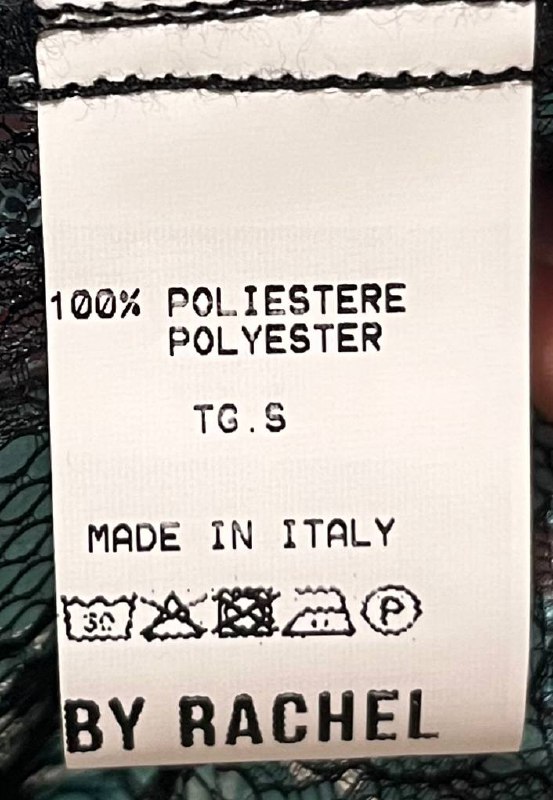 100% POLIESTERE
POLYESTER
TG.S
MADE IN ITALY
30 P
BY RACHEL